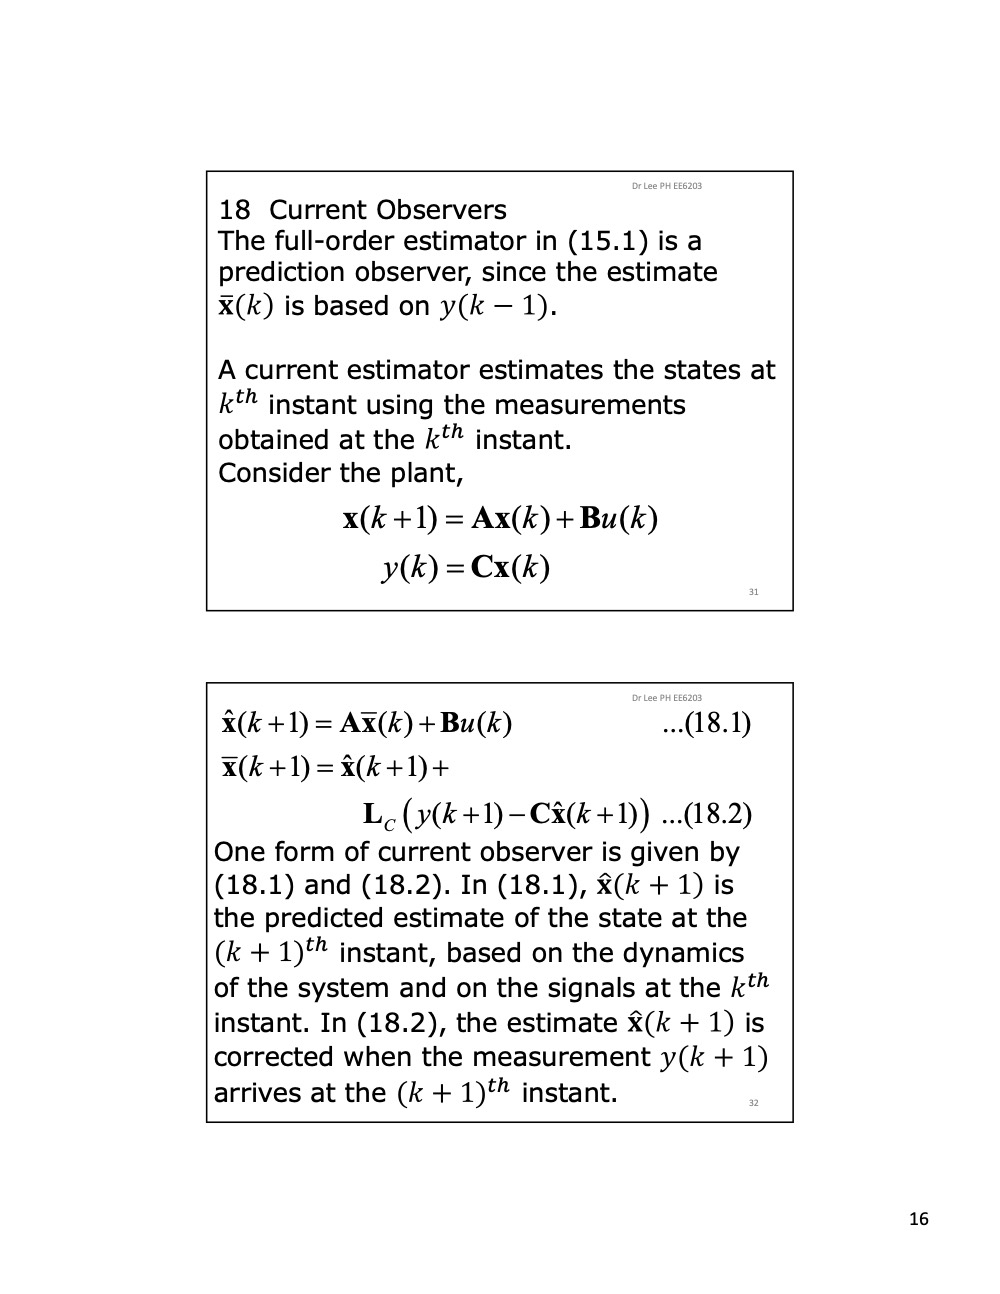 Dr Lee PH EE6203
18  Current Observers
The full-order estimator in (15.1) is a
prediction observer, since the estimate
x̄(k) is based on y(k − 1).
A current estimator estimates the states at
kᵗʰ instant using the measurements
obtained at the kᵗʰ instant.
Consider the plant,
x(k +1) = Ax(k) + Bu(k)
y(k) = Cx(k)
31
Dr Lee PH EE6203
x̂(k +1) = Ax̄(k) + Bu(k) ...(18.1)
x̄(k +1) = x̂(k +1) +
L_C (y(k +1) – Cx̂(k +1)) ...(18.2)
One form of current observer is given by
(18.1) and (18.2). In (18.1), x̂(k + 1) is
the predicted estimate of the state at the
(k + 1)ᵗʰ instant, based on the dynamics
of the system and on the signals at the kᵗʰ
instant. In (18.2), the estimate x̂(k + 1) is
corrected when the measurement y(k + 1)
arrives at the (k + 1)ᵗʰ instant.
32
16